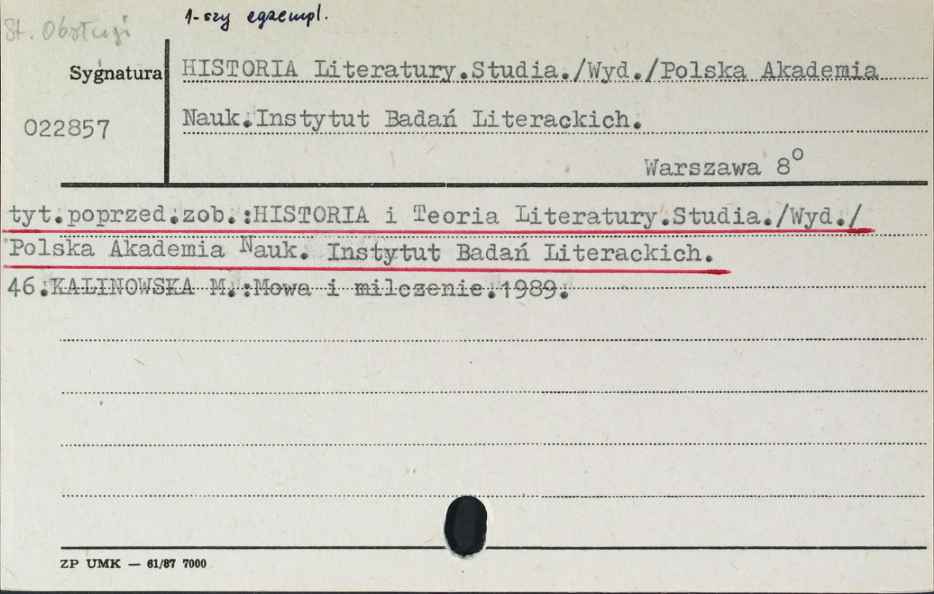 St. Obsługi
1-szy egzempl.
Sygnatura
HISTORIA Literatury.Studia./Wyd./Polska Akademia
022857
Nauk.Instytut Badań Literackich.
Warszawa 8⁰
tyt.poprzed.zob.:HISTORIA i Teoria Literatury.Studia./Wyd./
Polska Akademia Nauk. Instytut Badań Literackich.
46.KALINOWSKA M.:Mowa i milczenie.1989.
ZP UMK — 61/87 7000